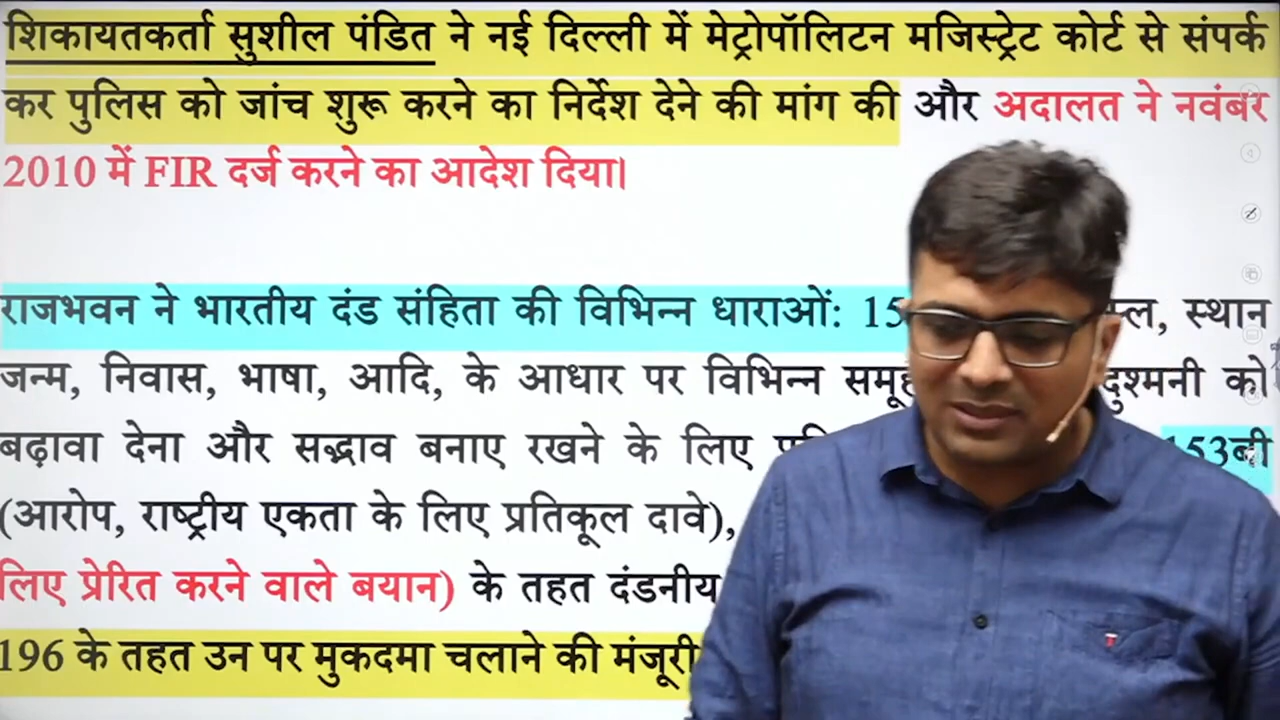 शिकायतकर्ता सुशील पंडित ने नई दिल्ली में मेट्रोपॉलिटन मजिस्ट्रेट कोर्ट से संपर्क
कर पुलिस को जांच शुरू करने का निर्देश देने की मांग की और अदालत ने नवंबर
2010 में FIR दर्ज करने का आदेश दिया।
राजभवन ने भारतीय दंड संहिता की विभिन्न धाराओं: स्थान
जन्म, निवास, भाषा, आदि, के आधार पर विभिन्न दुश्मनी को
बढ़ावा देना और सद्भाव बनाए रखने के लिए 153बी
(आरोप, राष्ट्रीय एकता के लिए प्रतिकूल दावे),
लिए प्रेरित करने वाले बयान) के तहत दंडनीय
196 के तहत उन पर मुकदमा चलाने की मंजूरी